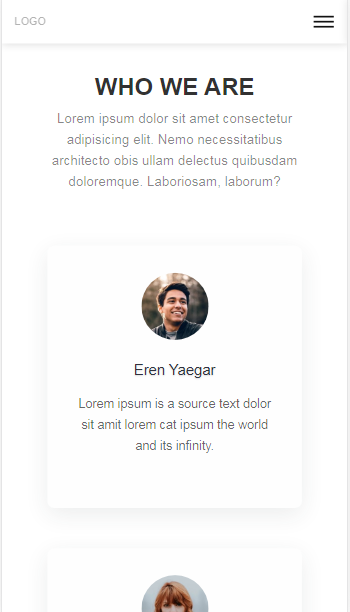 LOGO
WHO WE ARE
Lorem ipsum dolor sit amet consectetur
adipisicing elit. Nemo necessitatibus
architecto obis ullam delectus quibusdam
doloremque. Laboriosam, laborum?
Eren Yaegar
Lorem ipsum is a source text dolor
sit amit lorem cat ipsum the world
and its infinity.